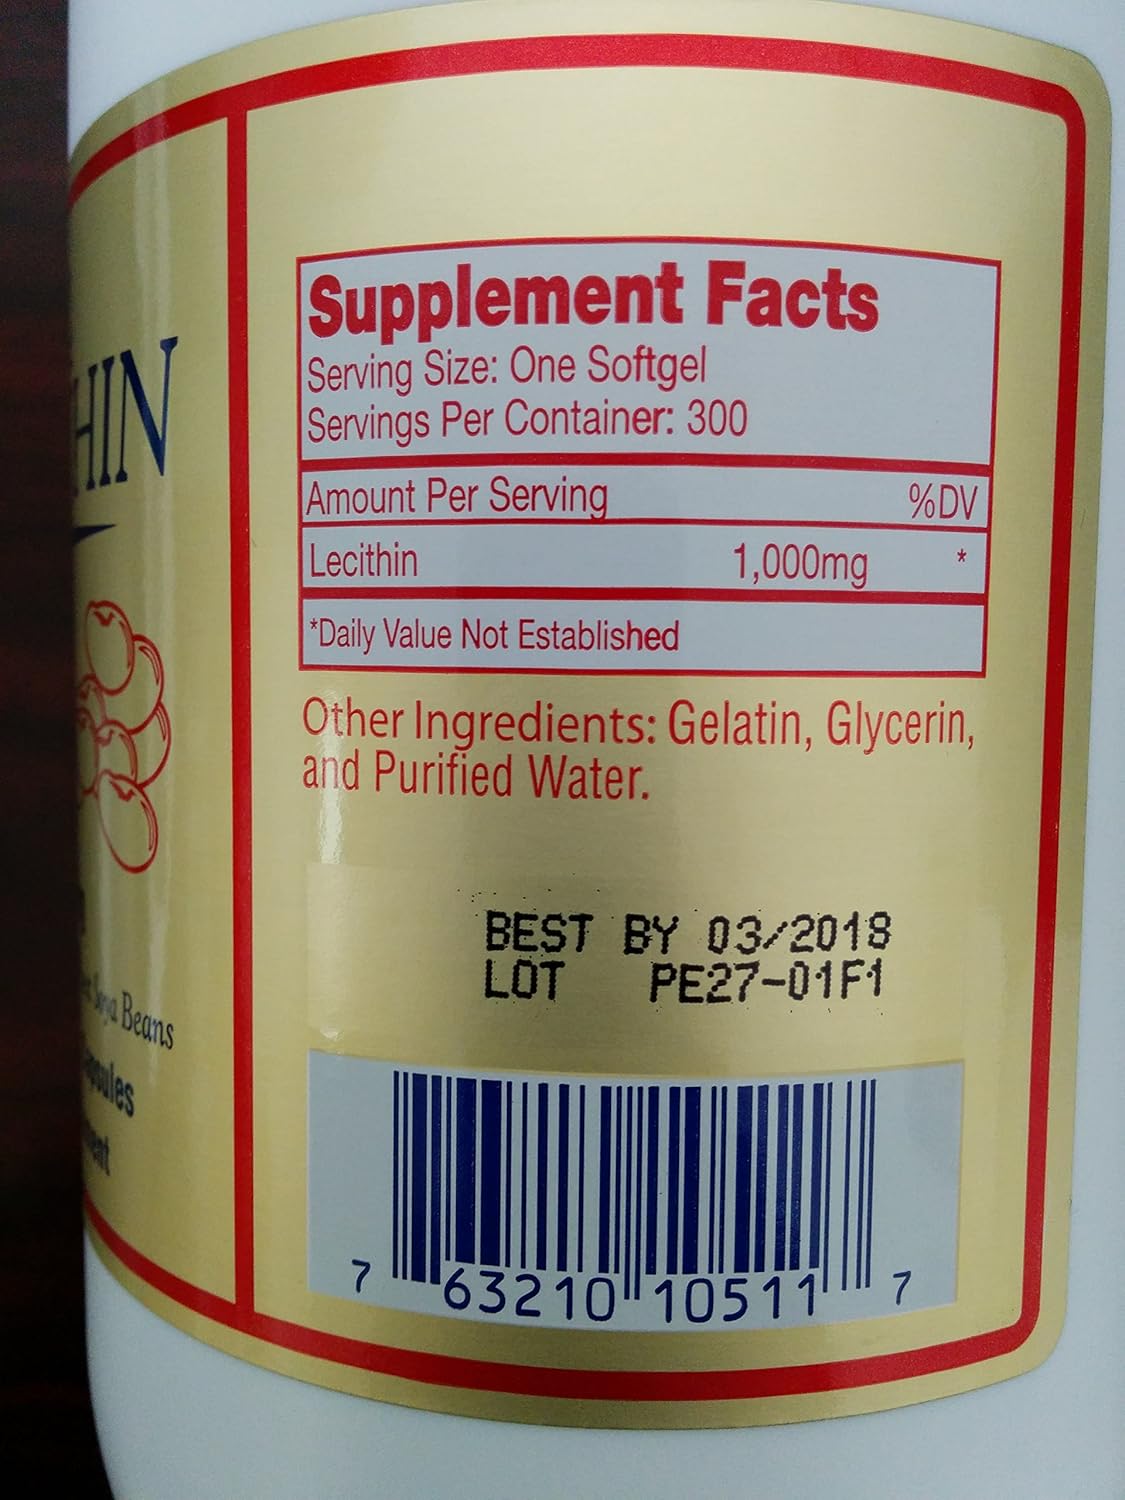 HIN
Soya Beans
Supplement Facts
Serving Size: One Softgel
Servings Per Container: 300
Amount Per Serving %DV
Lecithin 1,000mg *
*Daily Value Not Established
Other Ingredients: Gelatin, Glycerin,
and Purified Water.
BEST BY 03/2018
LOT PE27-01F1
7 63210 10511 7